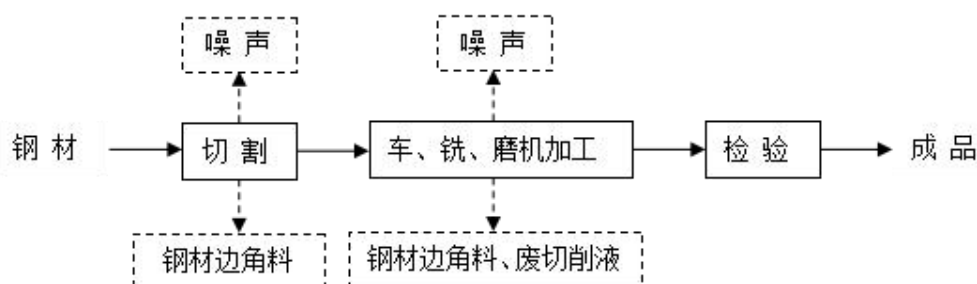 噪 声
噪 声
钢 材
切 割
车、铣、磨机加工
检 验
成 品
钢材边角料
钢材边角料、废切削液